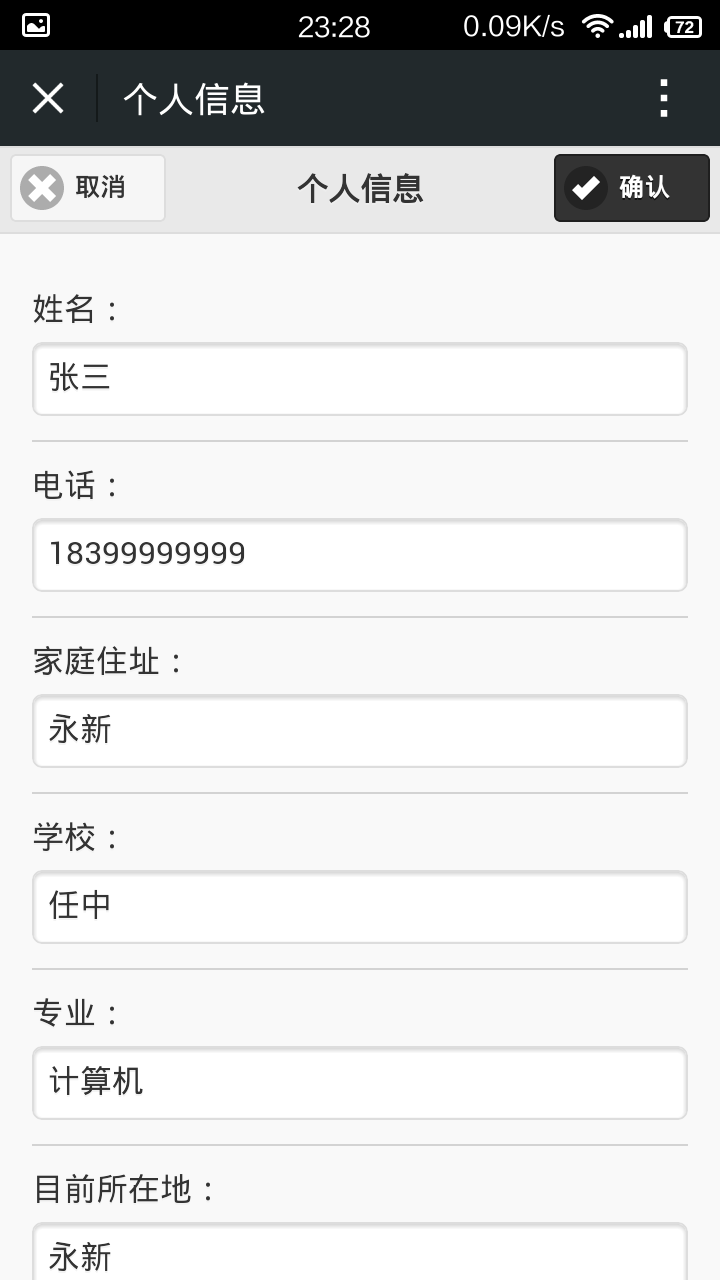 23:28 0.09K/s 72
个人信息
取消 个人信息 确认
姓名：
张三
电话：
18399999999
家庭住址：
永新
学校：
任中
专业：
计算机
目前所在地：
永新